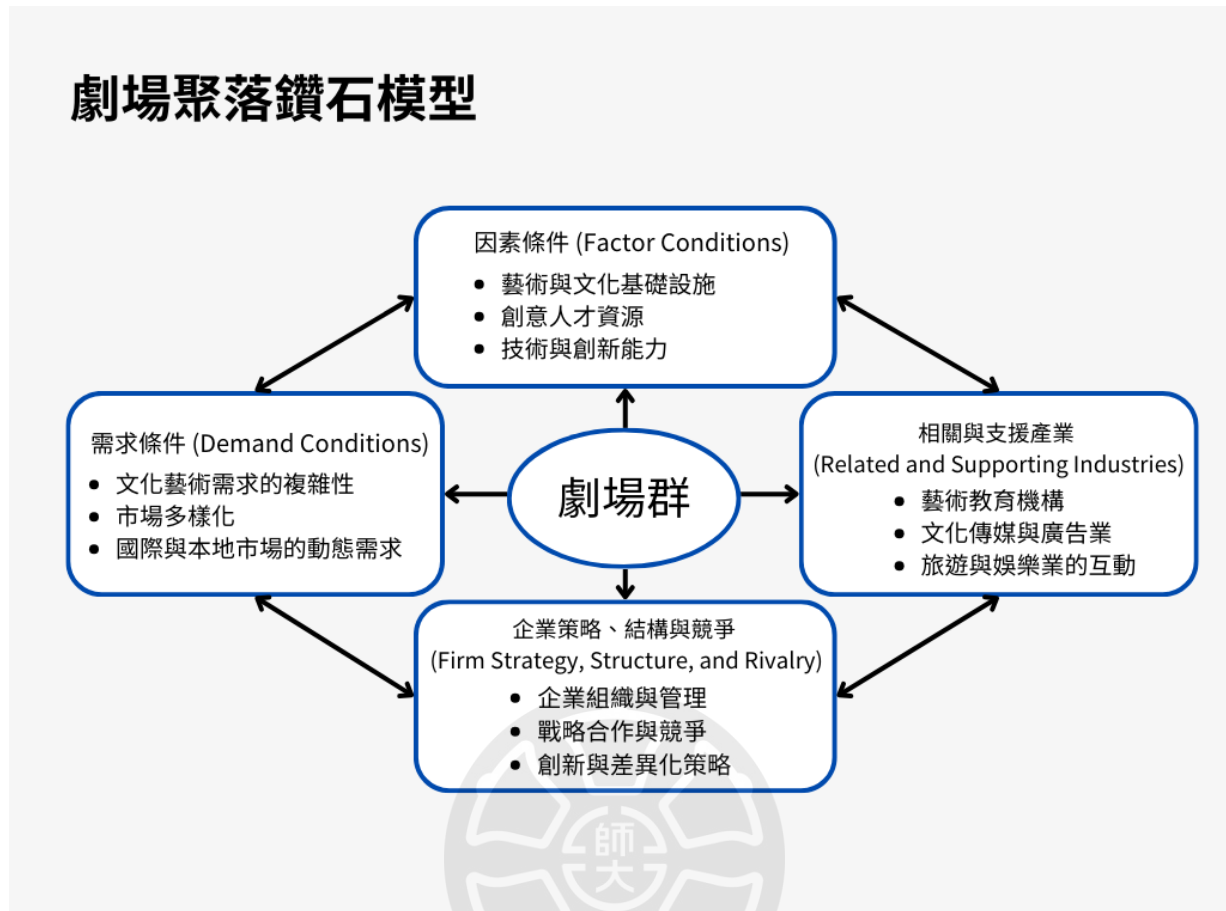 劇場聚落鑽石模型
因素條件 (Factor Conditions)
• 藝術與文化基礎設施
• 創意人才資源
• 技術與創新能力
需求條件 (Demand Conditions)
• 文化藝術需求的複雜性
• 市場多樣化
• 國際與本地市場的動態需求
劇場群
相關與支援產業
(Related and Supporting Industries)
• 藝術教育機構
• 文化傳媒與廣告業
• 旅遊與娛樂業的互動
企業策略、結構與競爭
(Firm Strategy, Structure, and Rivalry)
• 企業組織與管理
• 戰略合作與競爭
• 創新與差異化策略
師大